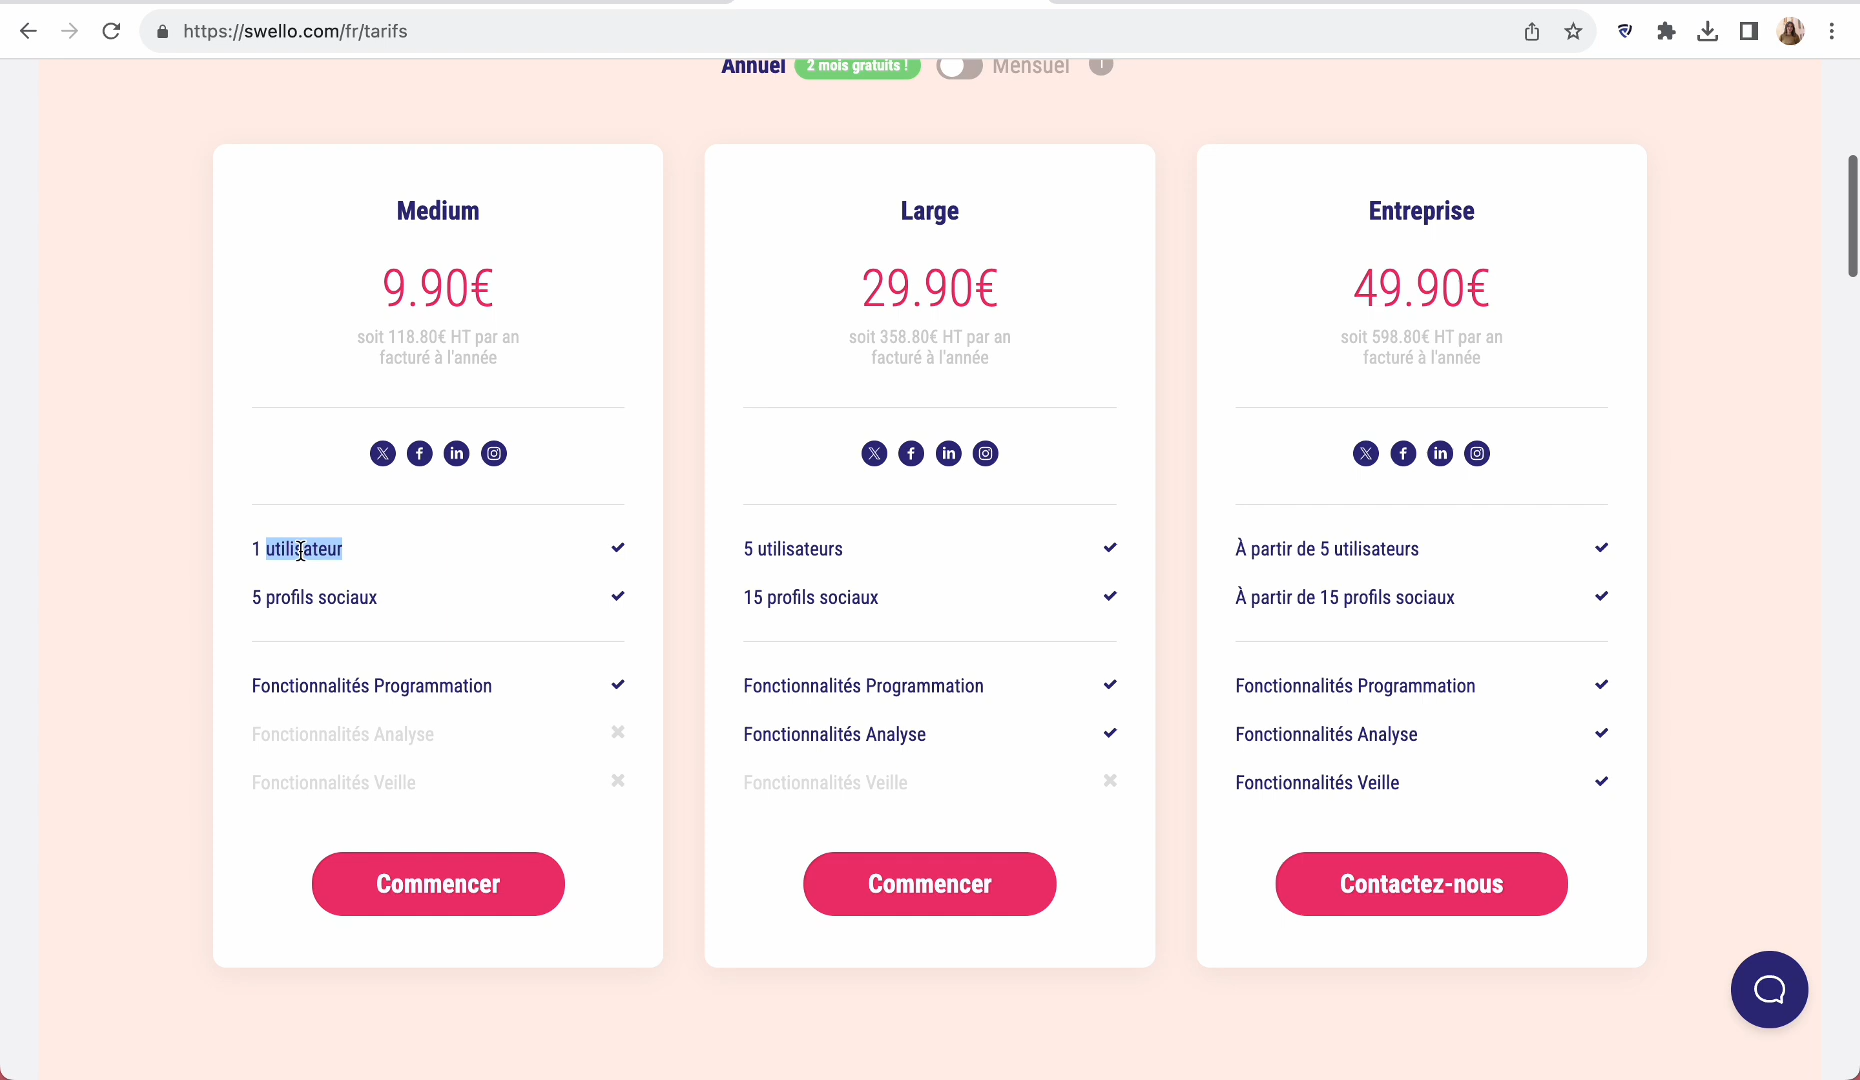 https://swello.com/fr/tarifs
Annuel 2 mois gratuits ! Mensuel
Medium
9.90€
soit 118.80€ HT par an
facturé à l'année
1 utilisateur
5 profils sociaux
Fonctionnalités Programmation
Fonctionnalités Analyse
Fonctionnalités Veille
Commencer
Large
29.90€
soit 358.80€ HT par an
facturé à l'année
5 utilisateurs
15 profils sociaux
Fonctionnalités Programmation
Fonctionnalités Analyse
Fonctionnalités Veille
Commencer
Entreprise
49.90€
soit 598.80€ HT par an
facturé à l'année
À partir de 5 utilisateurs
À partir de 15 profils sociaux
Fonctionnalités Programmation
Fonctionnalités Analyse
Fonctionnalités Veille
Contactez-nous